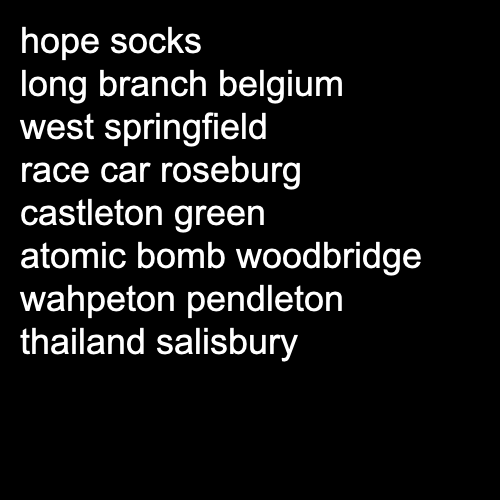 hope socks
long branch belgium
west springfield
race car roseburg
castleton green
atomic bomb woodbridge
wahpeton pendleton
thailand salisbury